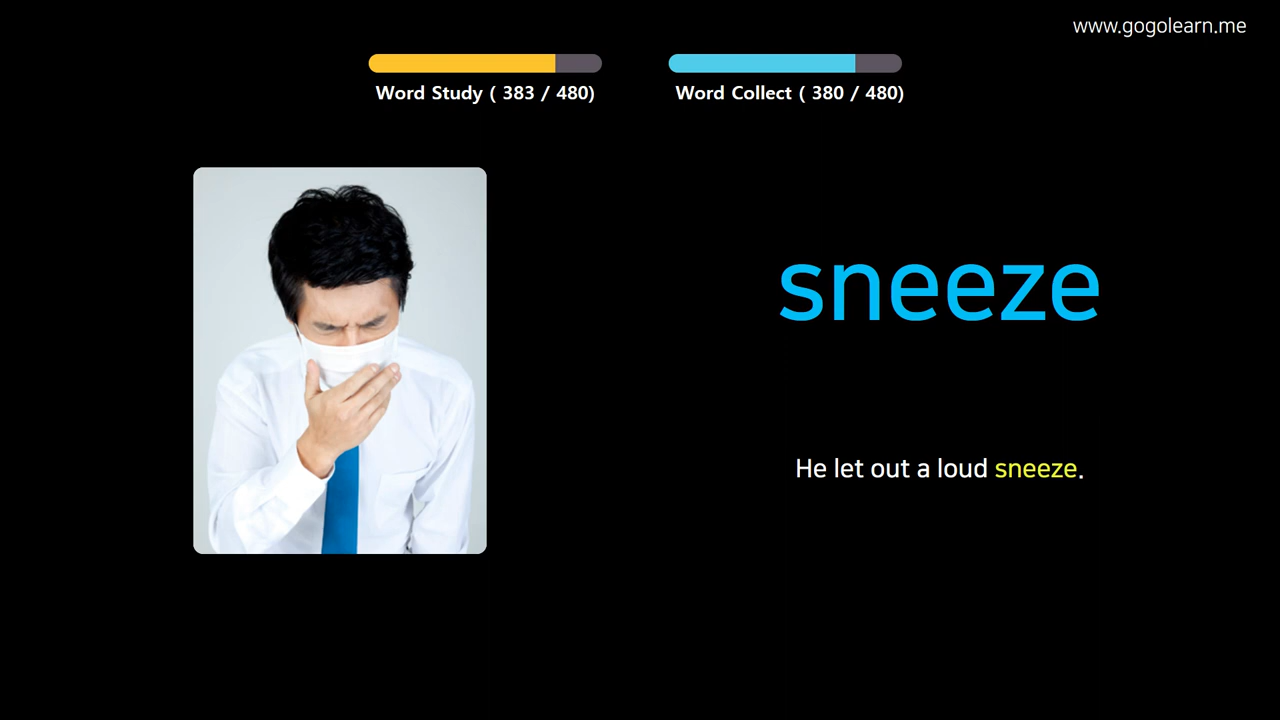 www.gogolearn.me
Word Study ( 383 / 480)
Word Collect ( 380 / 480)
sneeze
He let out a loud sneeze.